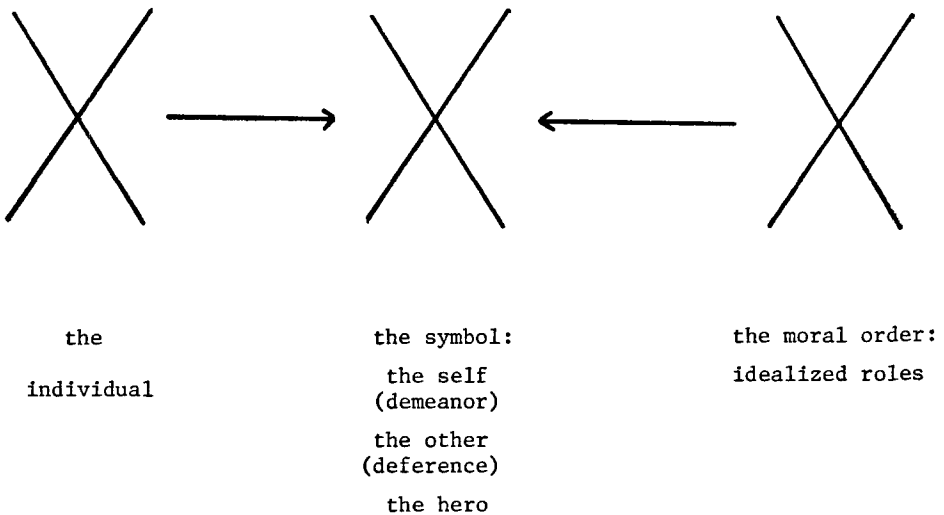 the
individual
the symbol:
the self
(demeanor)
the other
(deference)
the hero
the moral order:
idealized roles